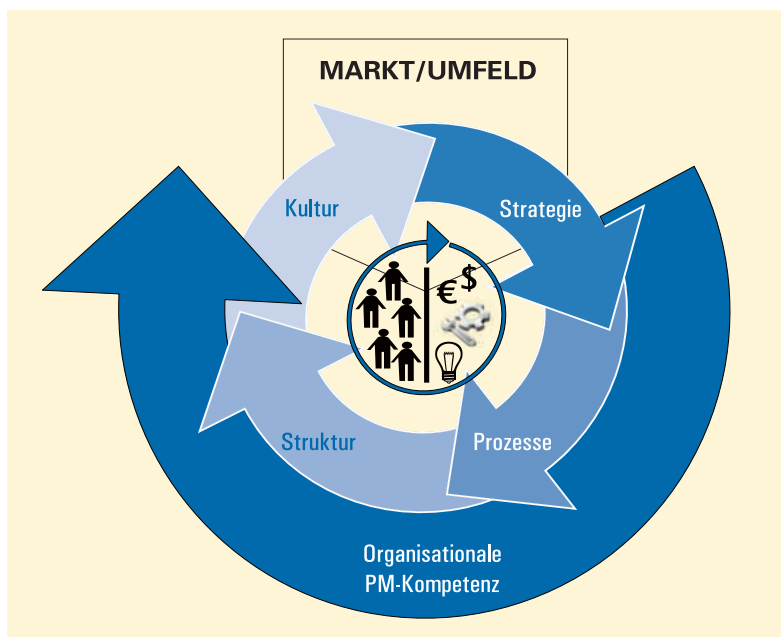 MARKT/UMFELD
Kultur
Strategie
€ $
Struktur
Prozesse
Organisationale
PM-Kompetenz